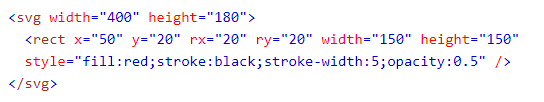 <svg width="400" height="180">
  <rect x="50" y="20" rx="20" ry="20" width="150" height="150"
  style="fill:red;stroke:black;stroke-width:5;opacity:0.5" />
</svg>